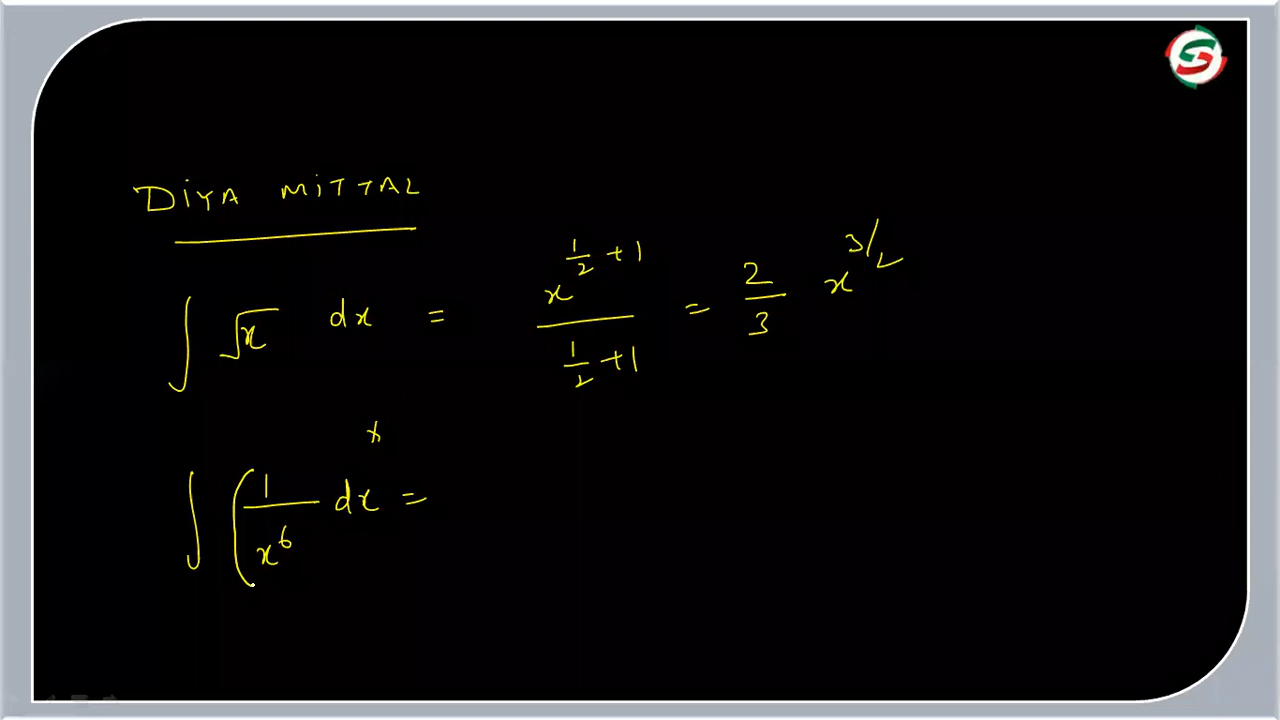 DiYA MiTTAL
∫ √x dx = x^(1/2 + 1) / (1/2 + 1) = 2/3 x^(3/2)
∫ (1/x^6 dx =